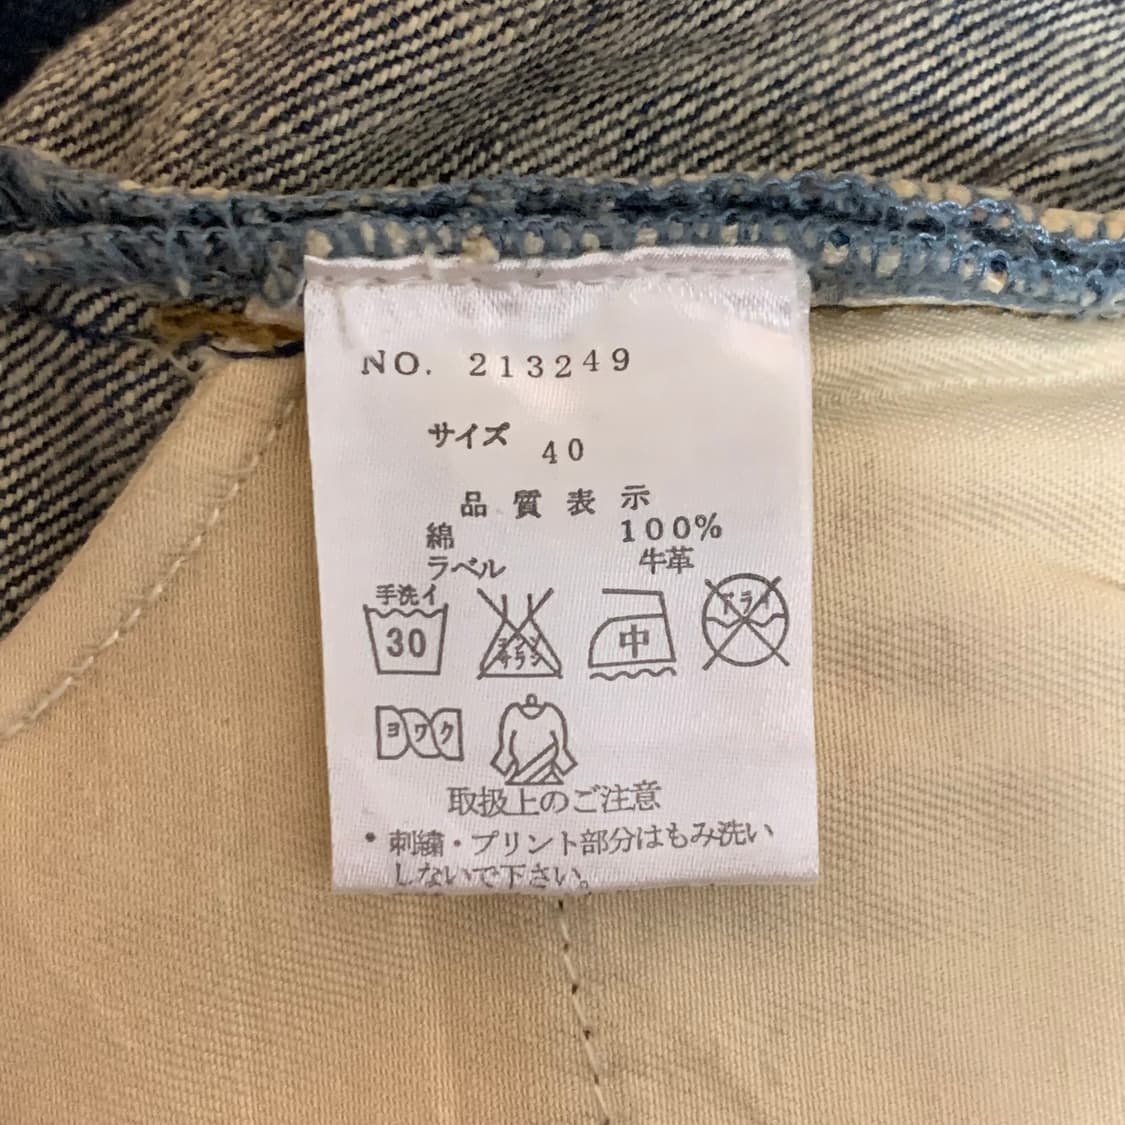 NO. 213249
サイズ 40
品質表示
綿 100%
ラベル 牛革
手洗イ
30
エンソ
サラシ
中
ドライ
ヨワク
取扱上のご注意
・刺繍・プリント部分はもみ洗い
しないで下さい。